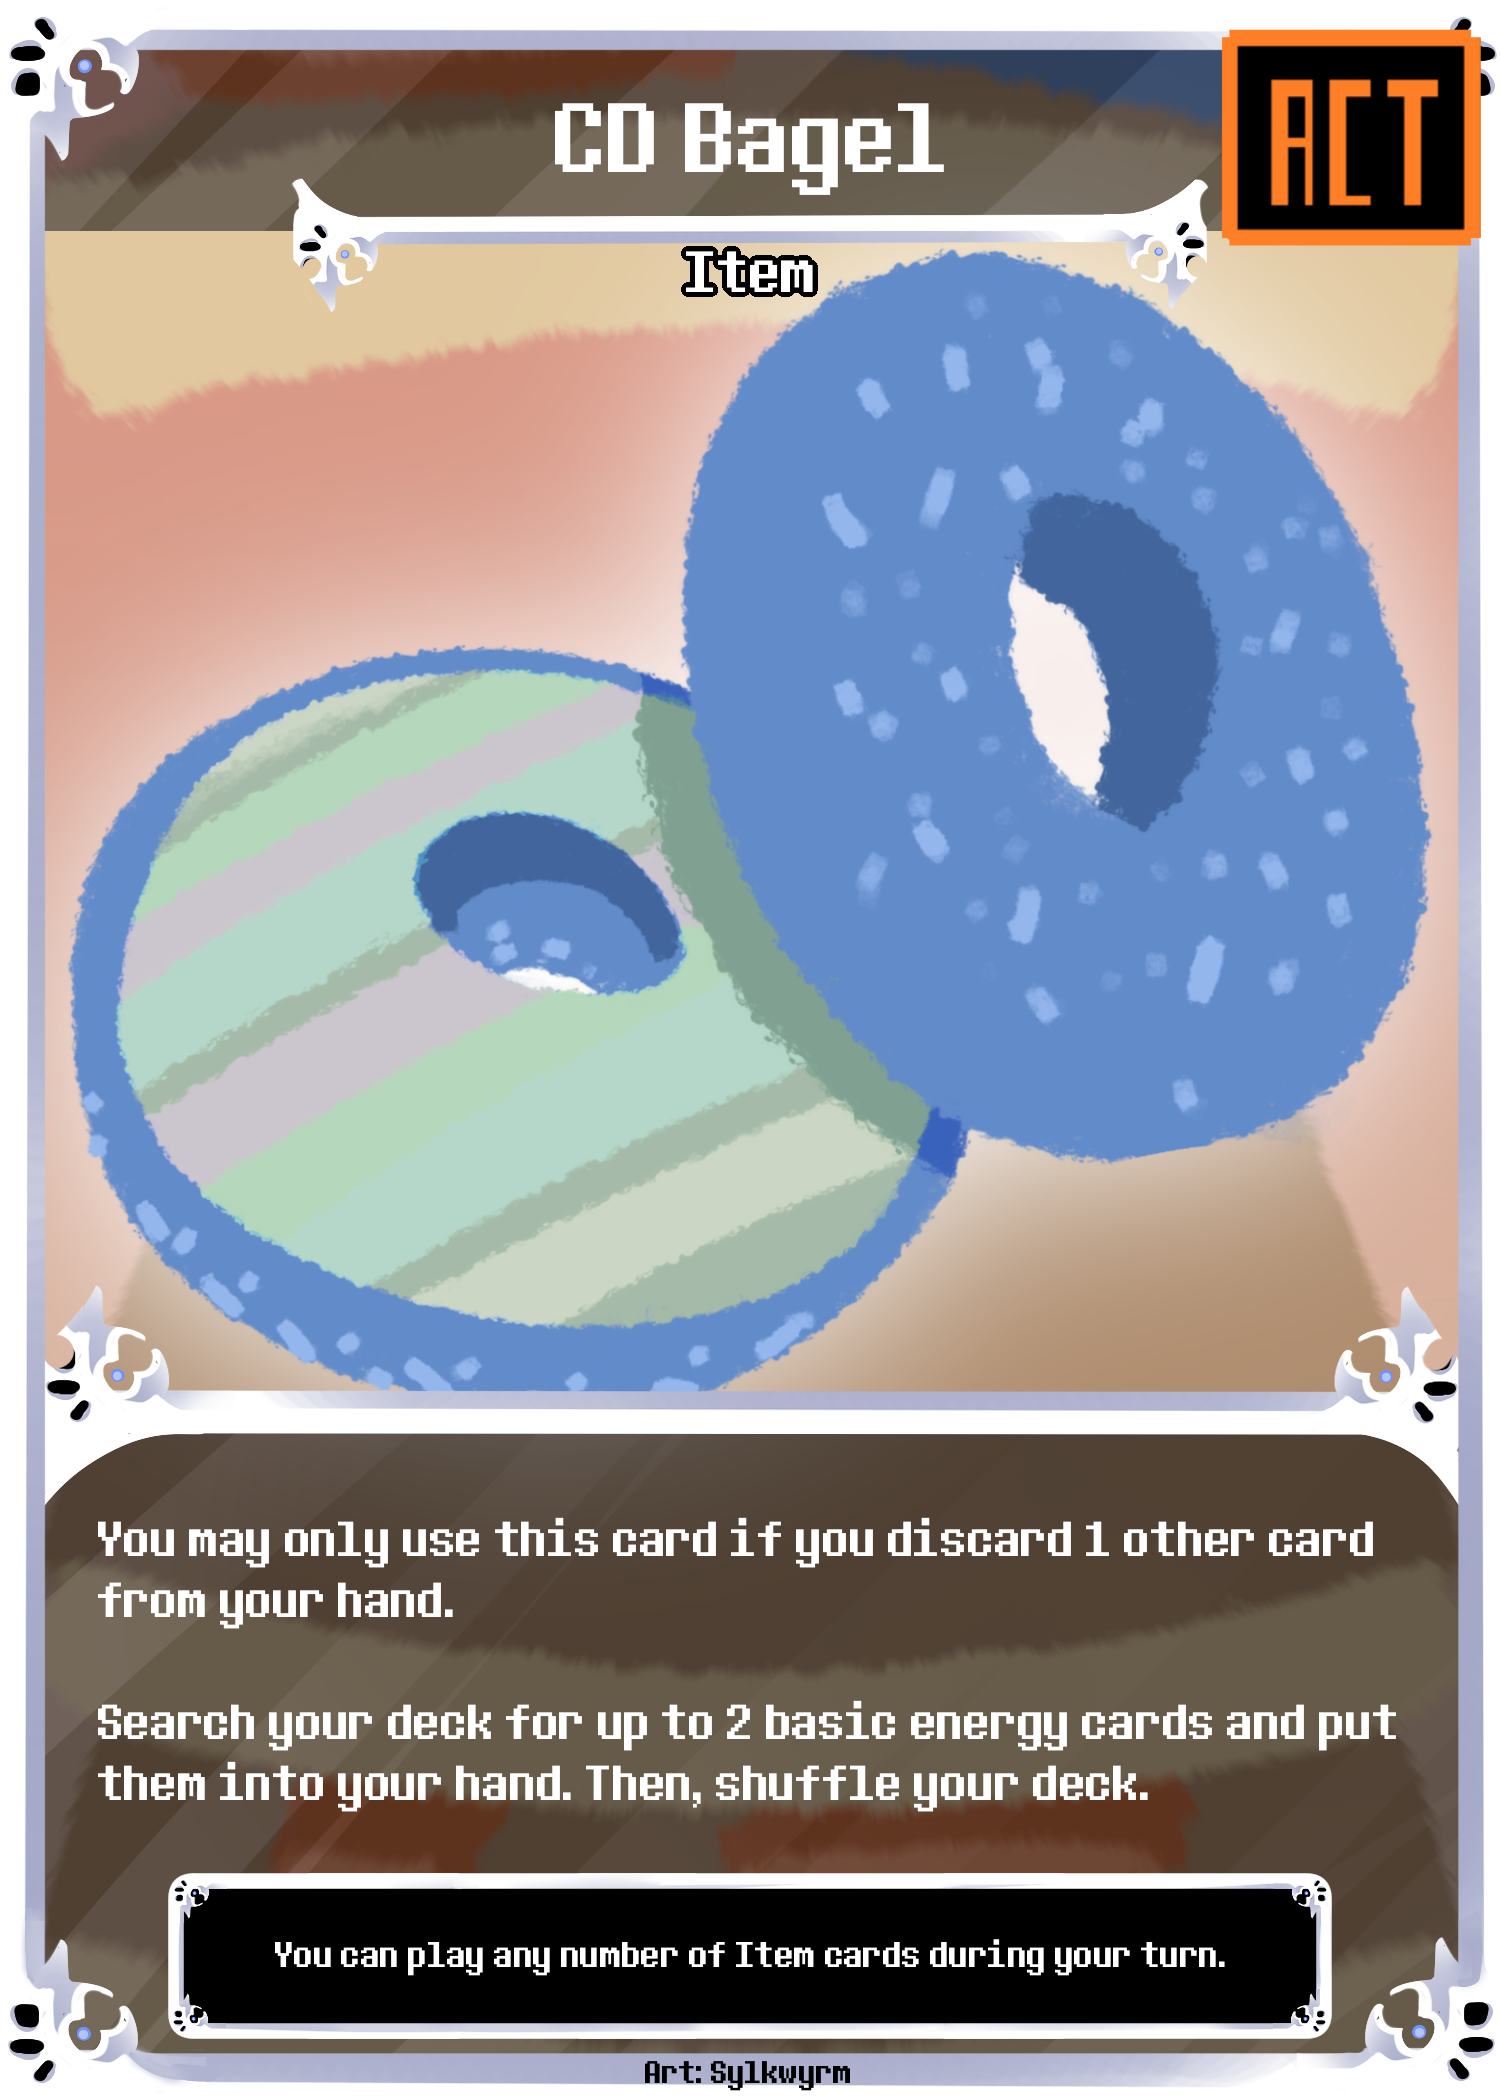 CD Bagel
ACT
Item
You may only use this card if you discard 1 other card
from your hand.
Search your deck for up to 2 basic energy cards and put
them into your hand. Then, shuffle your deck.
You can play any number of Item cards during your turn.
Art: Sylkwyrm